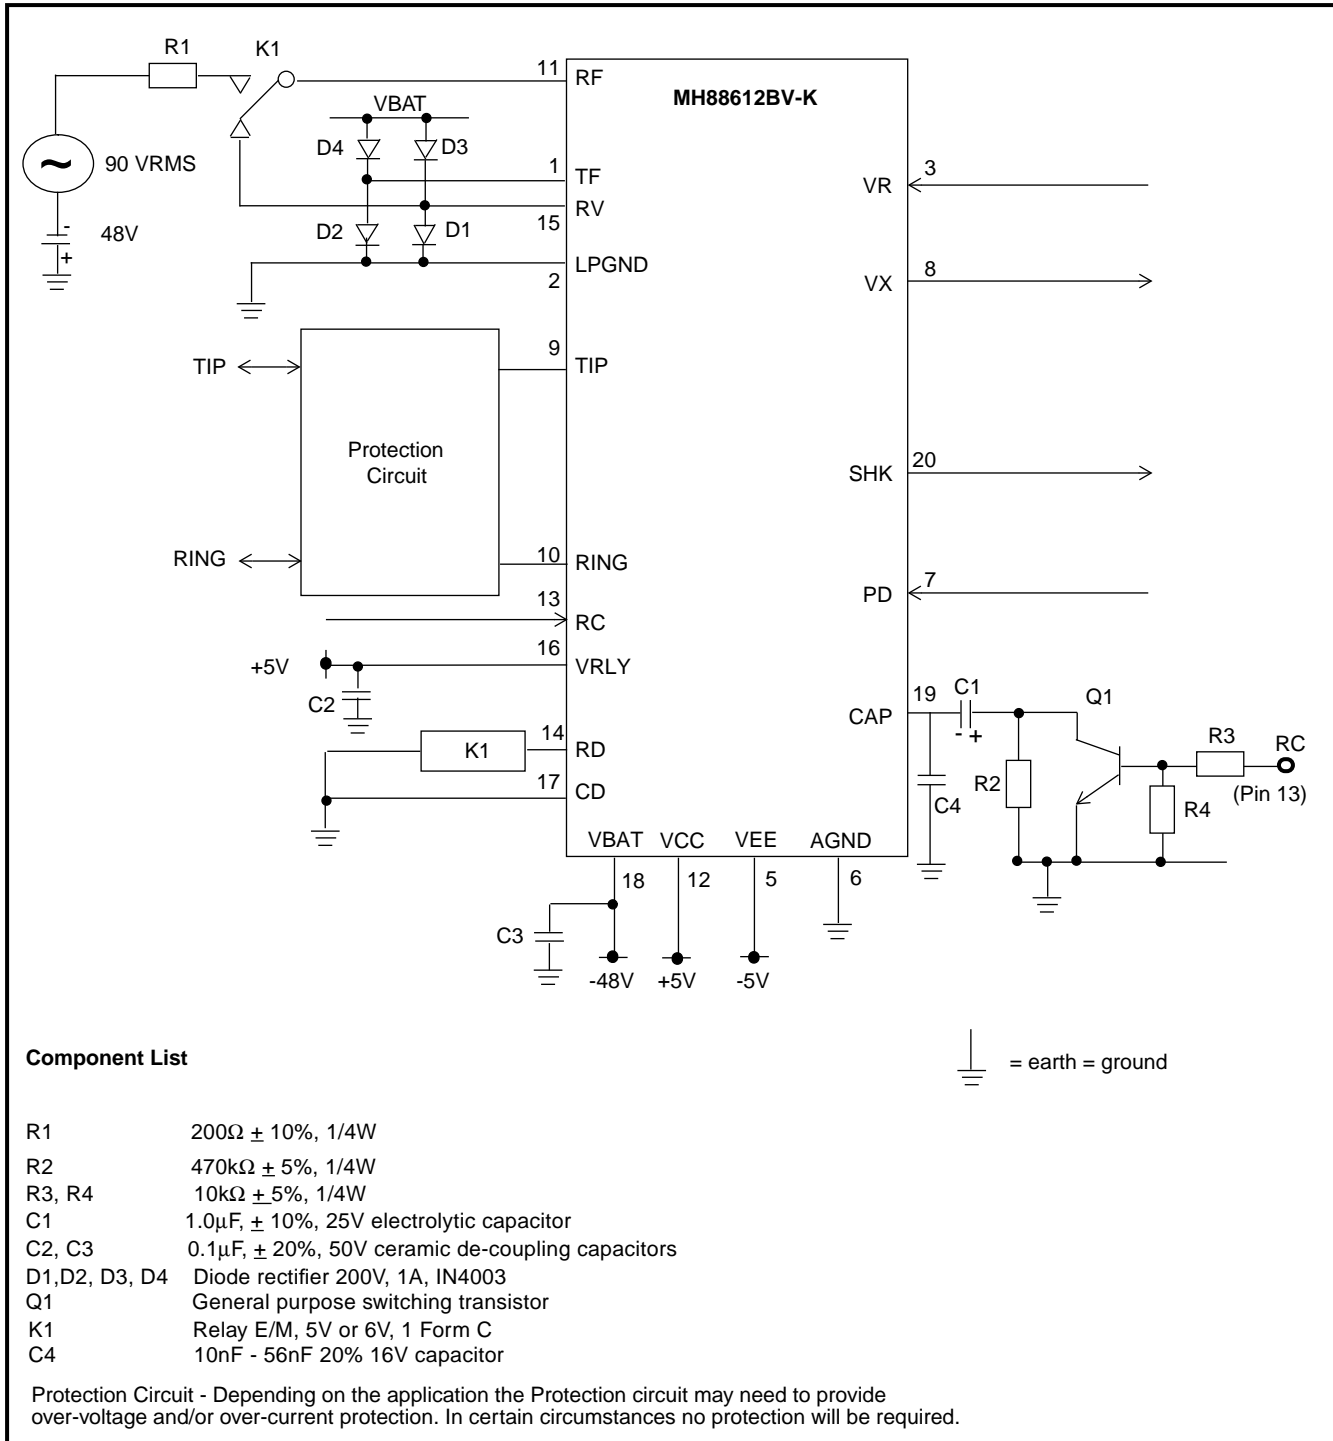 R1
K1
11
RF
MH88612BV-K
VBAT
D4
D3
~
90 VRMS
1
TF
3
VR
RV
15
-
48V
+
D2
D1
LPGND
2
8
VX
9
TIP
TIP
Protection
Circuit
20
SHK
RING
10
RING
7
PD
13
RC
16
+5V
VRLY
C2
19
C1
Q1
CAP
- +
14
K1
RD
R3
RC
17
CD
C4
R2
R4
(Pin 13)
VBAT
VCC
VEE
AGND
18
12
5
6
C3
-48V
+5V
-5V
Component List
= earth = ground
R1 200Ω ± 10%, 1/4W
R2 470kΩ ± 5%, 1/4W
R3, R4 10kΩ ± 5%, 1/4W
C1 1.0μF, ± 10%, 25V electrolytic capacitor
C2, C3 0.1μF, ± 20%, 50V ceramic de-coupling capacitors
D1,D2, D3, D4 Diode rectifier 200V, 1A, IN4003
Q1 General purpose switching transistor
K1 Relay E/M, 5V or 6V, 1 Form C
C4 10nF - 56nF 20% 16V capacitor
Protection Circuit - Depending on the application the Protection circuit may need to provide
over-voltage and/or over-current protection. In certain circumstances no protection will be required.